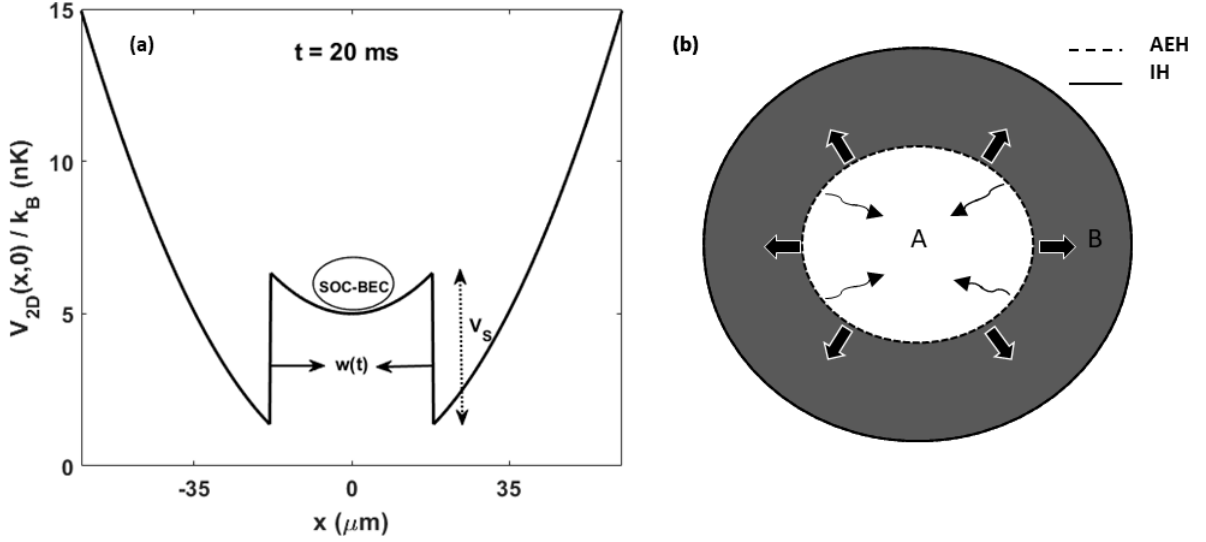 (a)
t = 20 ms
15
10
5
0
V2D(x,0) / kB (nK)
SOC-BEC
VS
w(t)
-35 0 35
x (μm)
(b)
AEH
IH
A
B